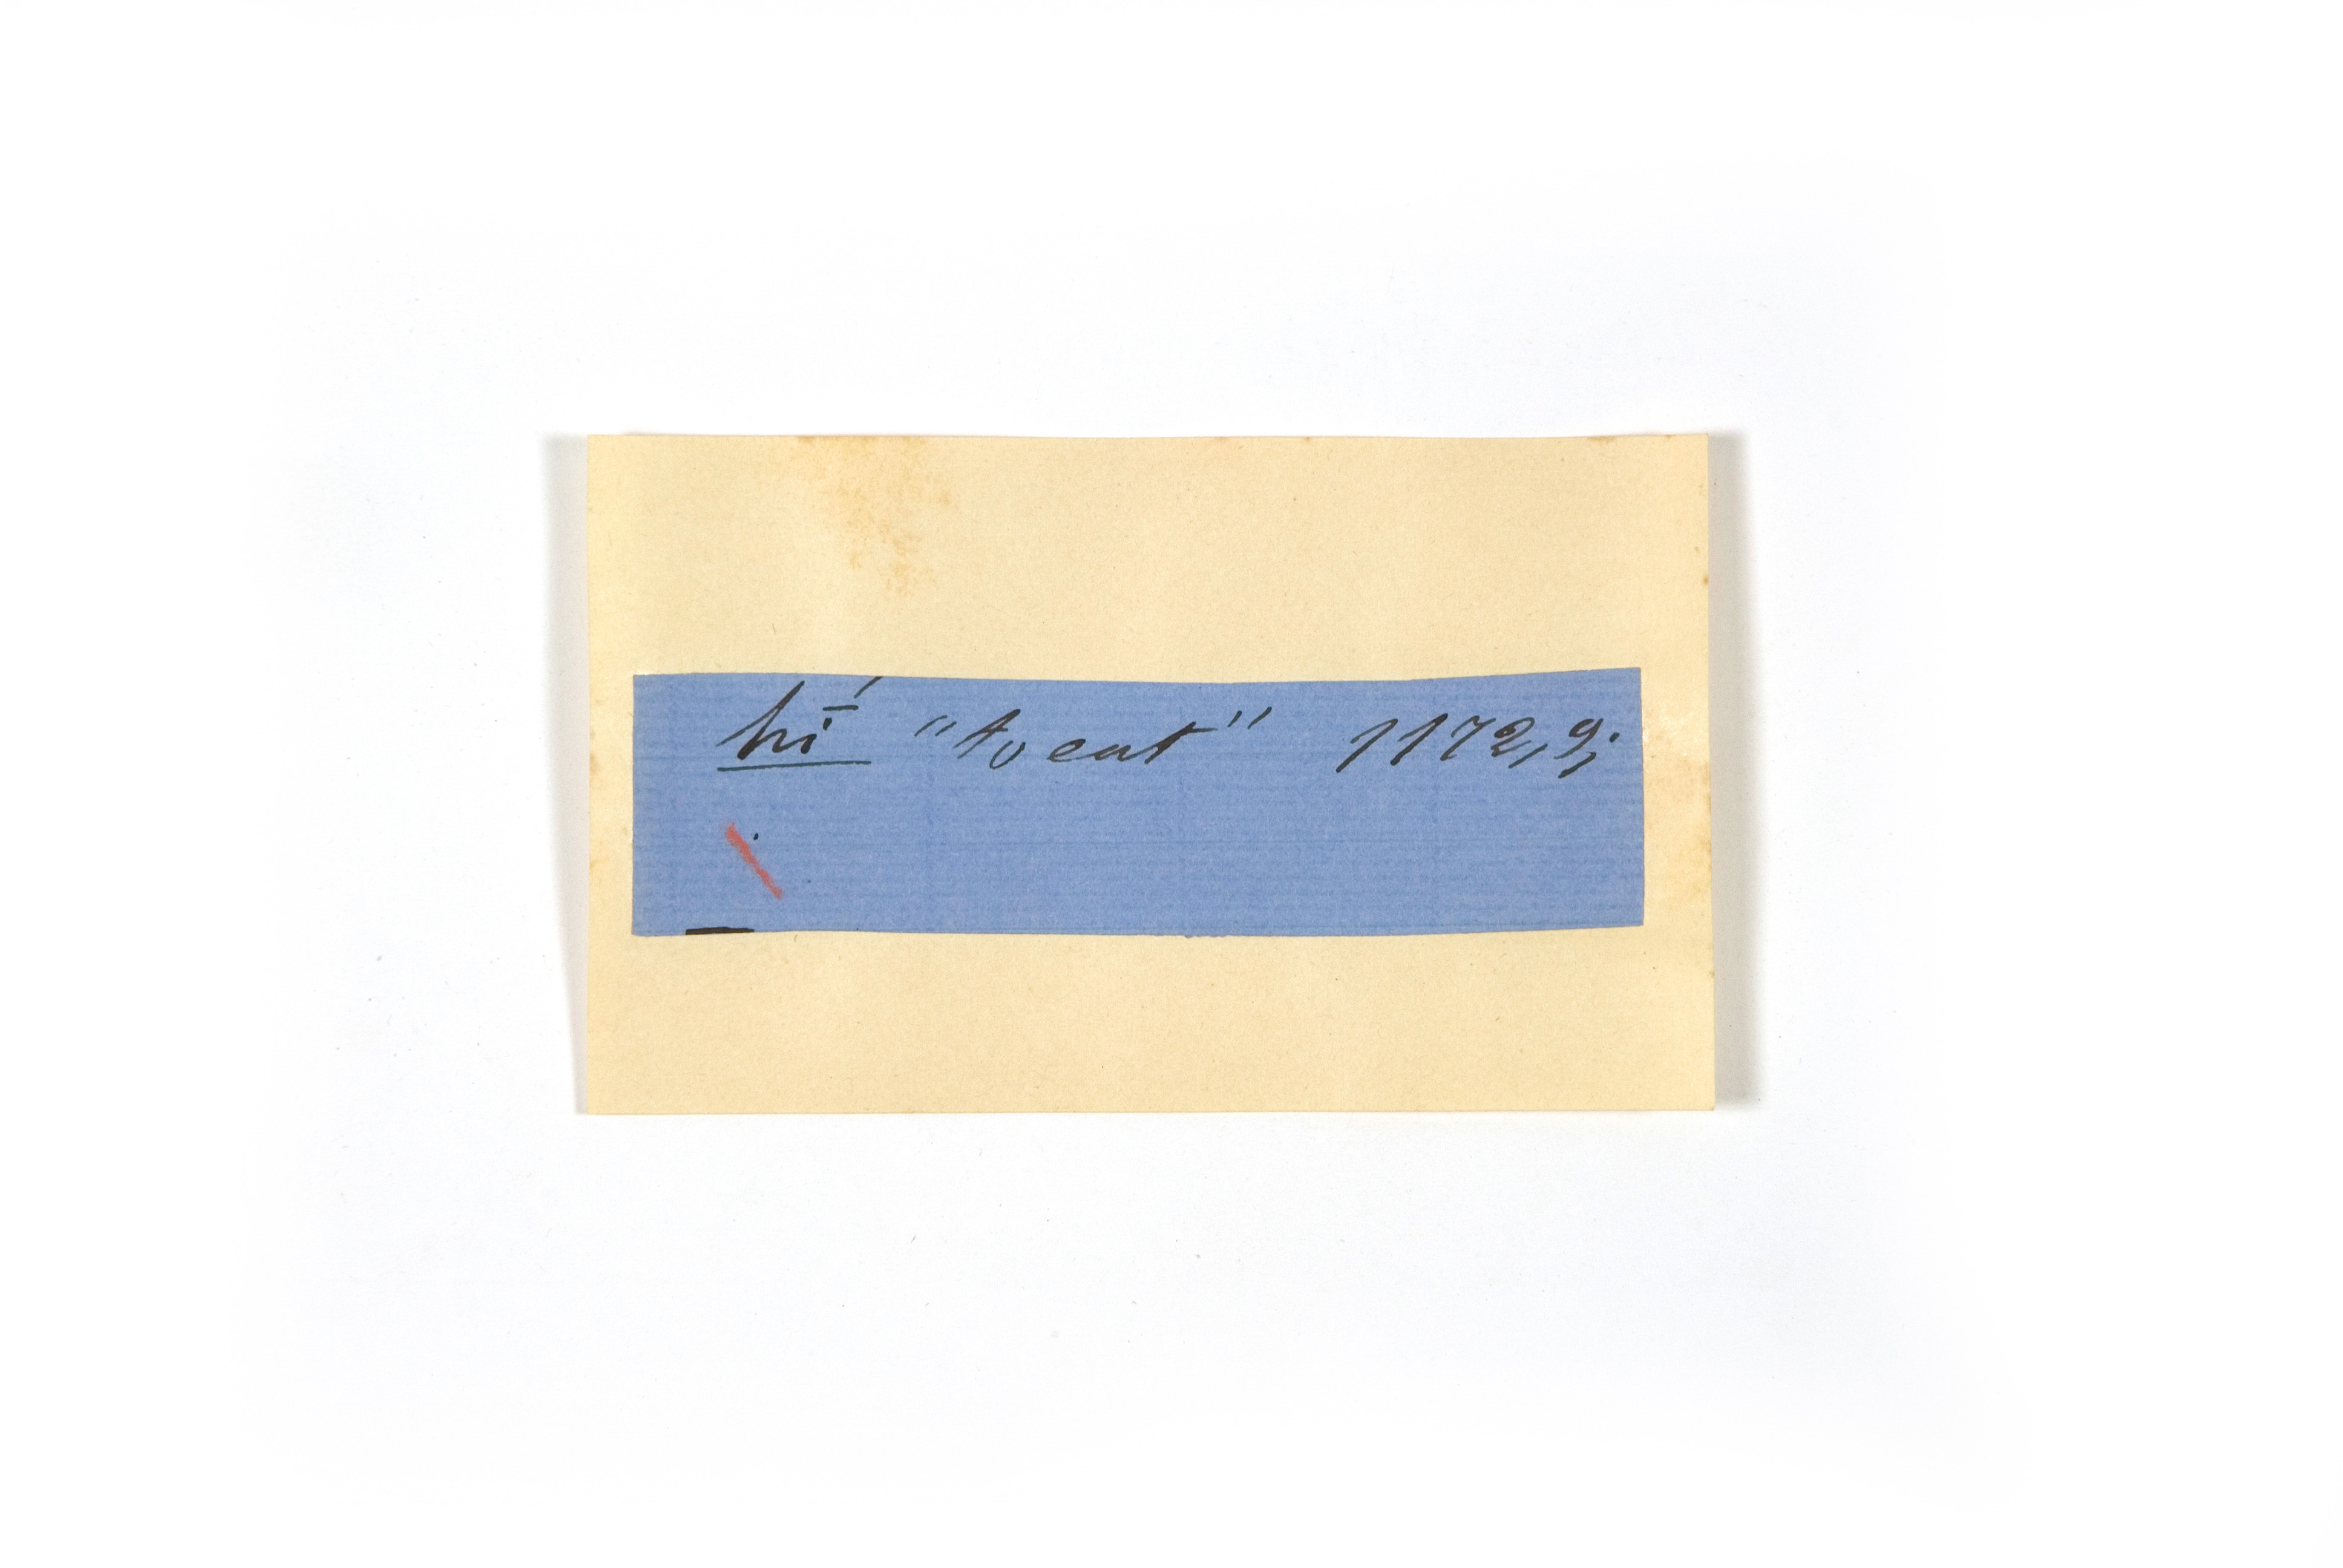 hí "to eat" 1172,9;